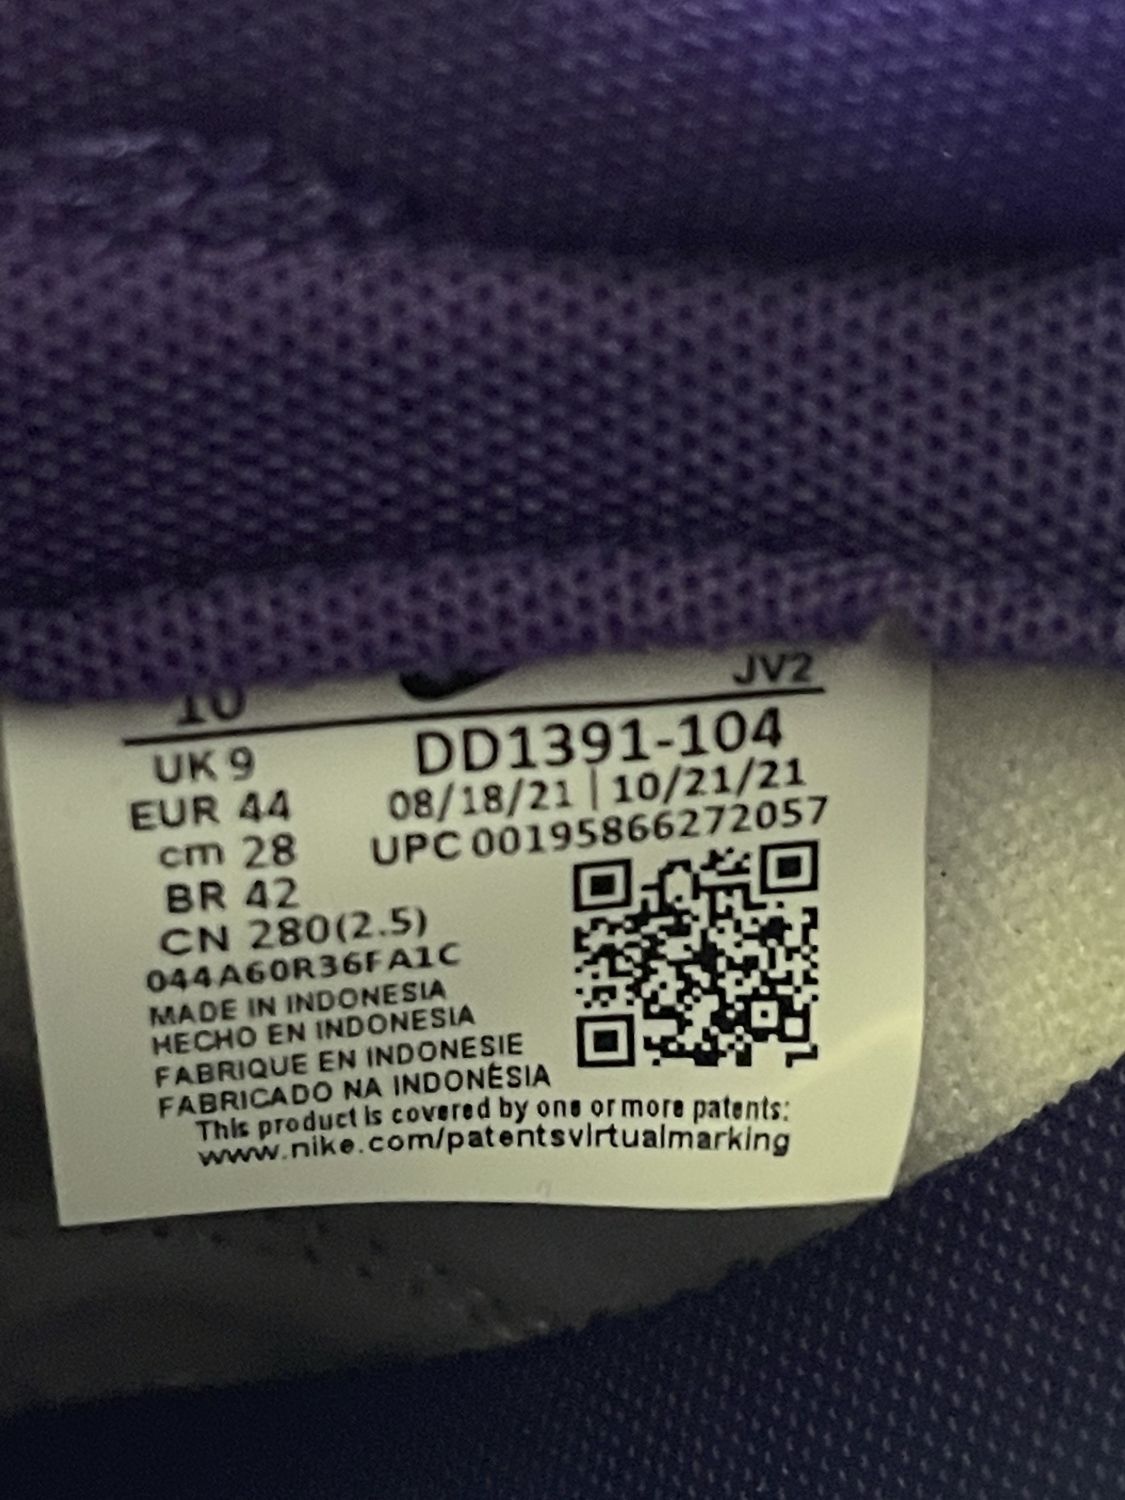 JV2
10
UK 9
EUR 44
cm 28
BR 42
CN 280(2.5)
DD1391-104
08/18/21 | 10/21/21
UPC 00195866272057
044A60R36FA1C
MADE IN INDONESIA
HECHO EN INDONESIA
FABRIQUE EN INDONESIE
FABRICADO NA INDONÉSIA
This product is covered by one or more patents:
www.nike.com/patentsvirtualmarking